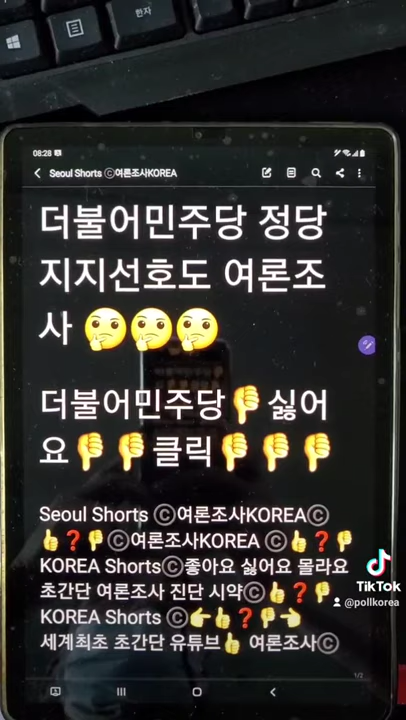 한자
08:28
Seoul Shorts ⓒ여론조사KOREA
더불어민주당 정당
지지선호도 여론조
사 🤔🤔🤔
더불어민주당👎싫어
요👎👎클릭👎👎👎
Seoul Shorts ⓒ여론조사KOREAⓒ
👍❓👎ⓒ여론조사KOREA ⓒ👍❓👎
KOREA Shortsⓒ좋아요 싫어요 몰라요
초간단 여론조사 진단 시약ⓒ👍❓👎
KOREA Shorts ⓒ👉👍❓👎👈
세계최초 초간단 유튜브👍 여론조사ⓒ
1/2
TikTok
@pollkorea